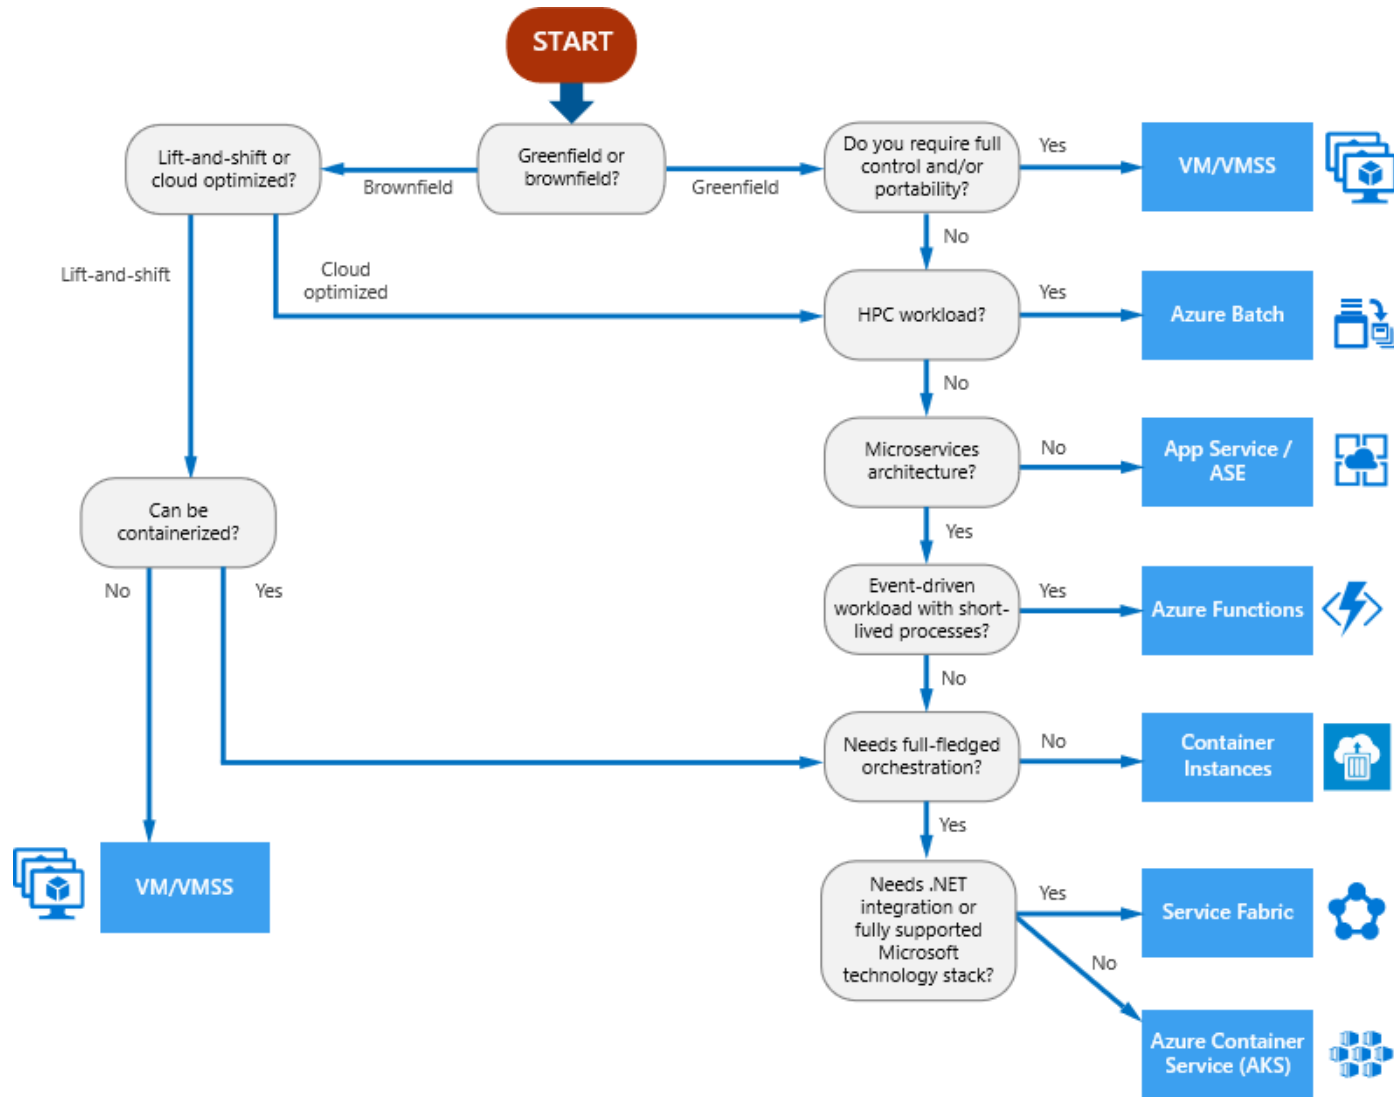 START
Lift-and-shift or
cloud optimized?
Brownfield
Greenfield or
brownfield?
Greenfield
Do you require full
control and/or
portability?
Yes
VM/VMSS
No
Lift-and-shift
Cloud
optimized
HPC workload?
Yes
Azure Batch
No
Microservices
architecture?
No
App Service /
ASE
Yes
Can be
containerized?
No
Yes
Event-driven
workload with short-
lived processes?
Yes
Azure Functions
No
Needs full-fledged
orchestration?
No
Container
Instances
Yes
VM/VMSS
Needs .NET
integration or
fully supported
Microsoft
technology stack?
Yes
Service Fabric
No
Azure Container
Service (AKS)